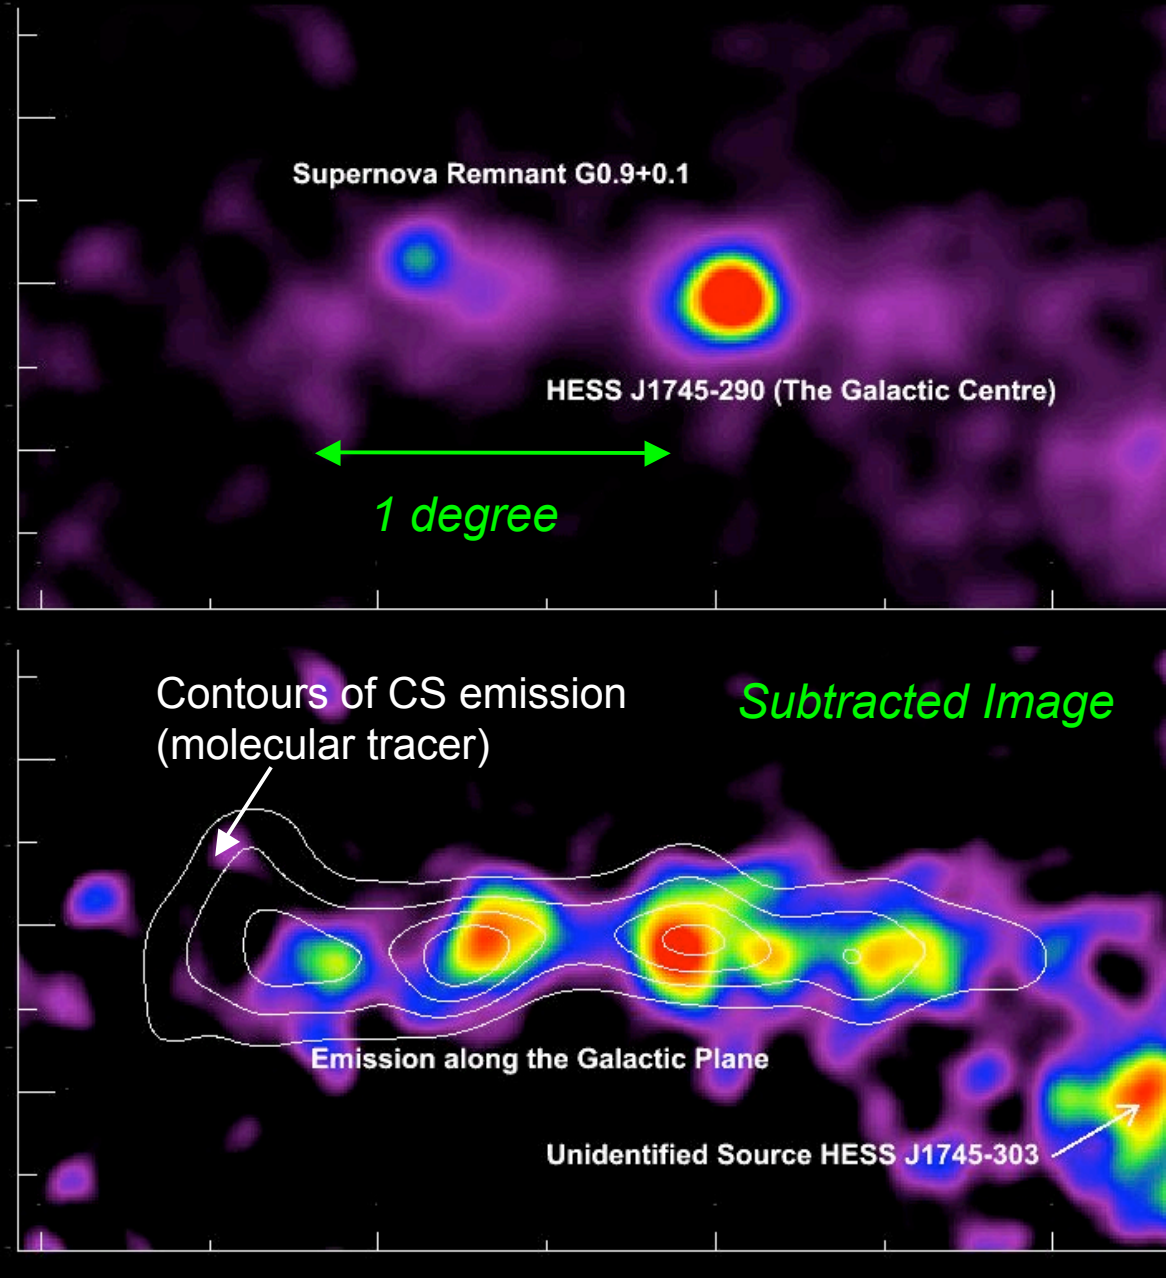 Supernova Remnant G0.9+0.1
HESS J1745-290 (The Galactic Centre)
1 degree
Contours of CS emission
(molecular tracer)
Subtracted Image
Emission along the Galactic Plane
Unidentified Source HESS J1745-303